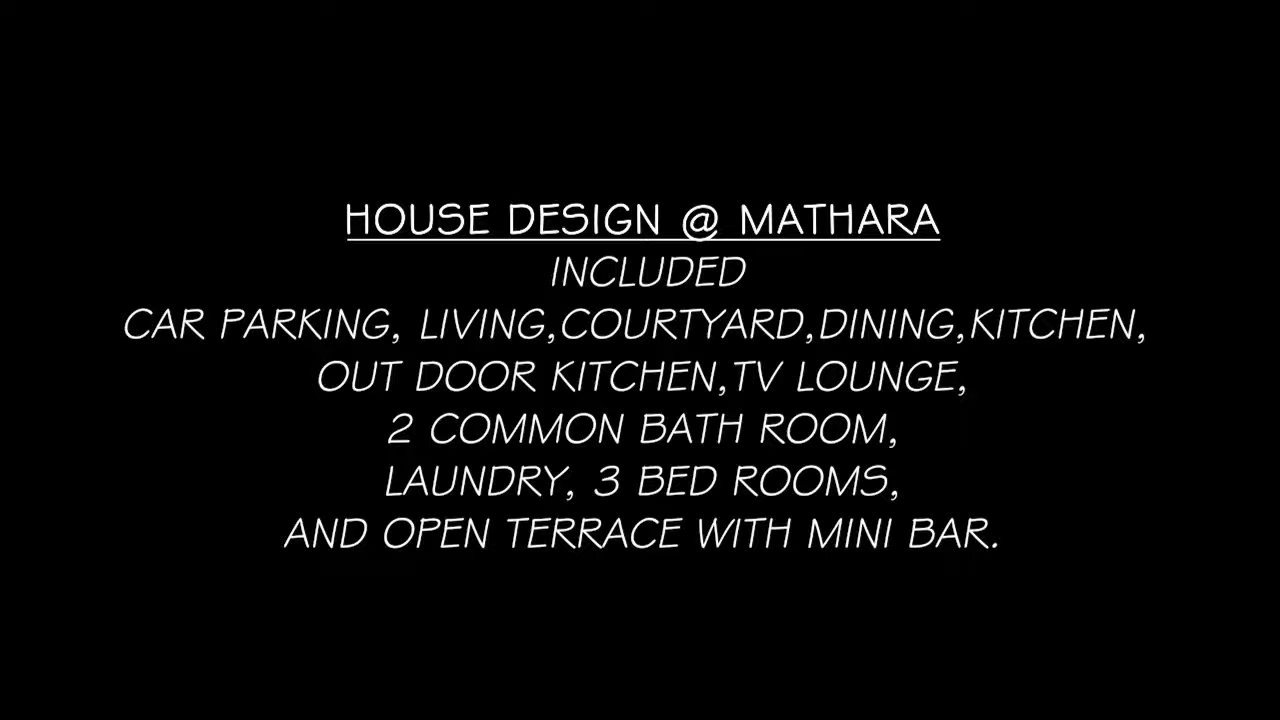 HOUSE DESIGN @ MATHARA
INCLUDED
CAR PARKING, LIVING,COURTYARD,DINING,KITCHEN,
OUT DOOR KITCHEN,TV LOUNGE,
2 COMMON BATH ROOM,
LAUNDRY, 3 BED ROOMS,
AND OPEN TERRACE WITH MINI BAR.